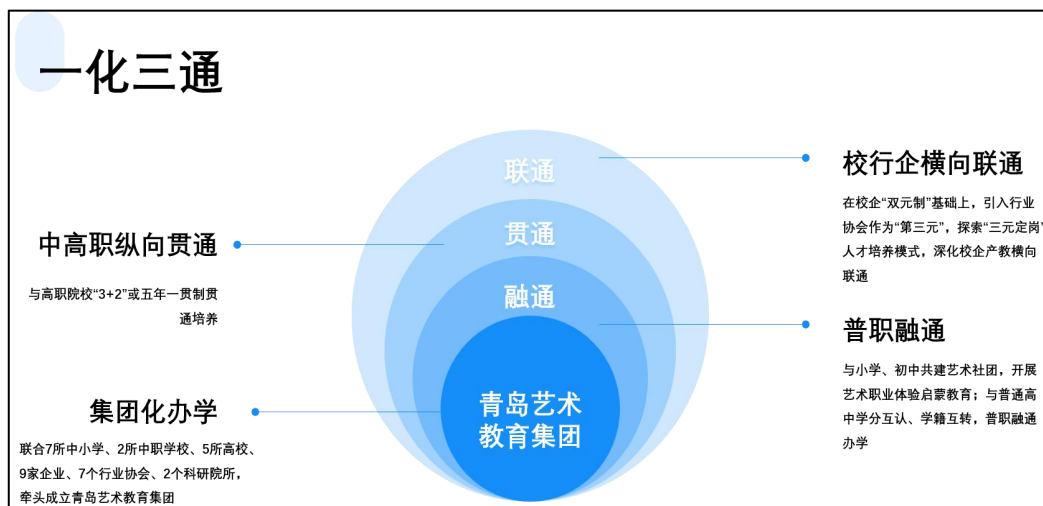 一化三通
联通
贯通
融通
青岛艺术
教育集团
中高职纵向贯通
与高职院校“3+2”或五年一贯制贯
通培养
集团化办学
联合7所中小学、2所中职学校、5所高校、
9家企业、7个行业协会、2个科研院所，
牵头成立青岛艺术教育集团
校行企横向联通
在校企“双元制”基础上，引入行业
协会作为“第三元”，探索“三元定岗”
人才培养模式，深化校企产教横向
联通
普职融通
与小学、初中共建艺术社团，开展
艺术职业体验启蒙教育；与普通高
中学分互认、学籍互转，普职融通
办学